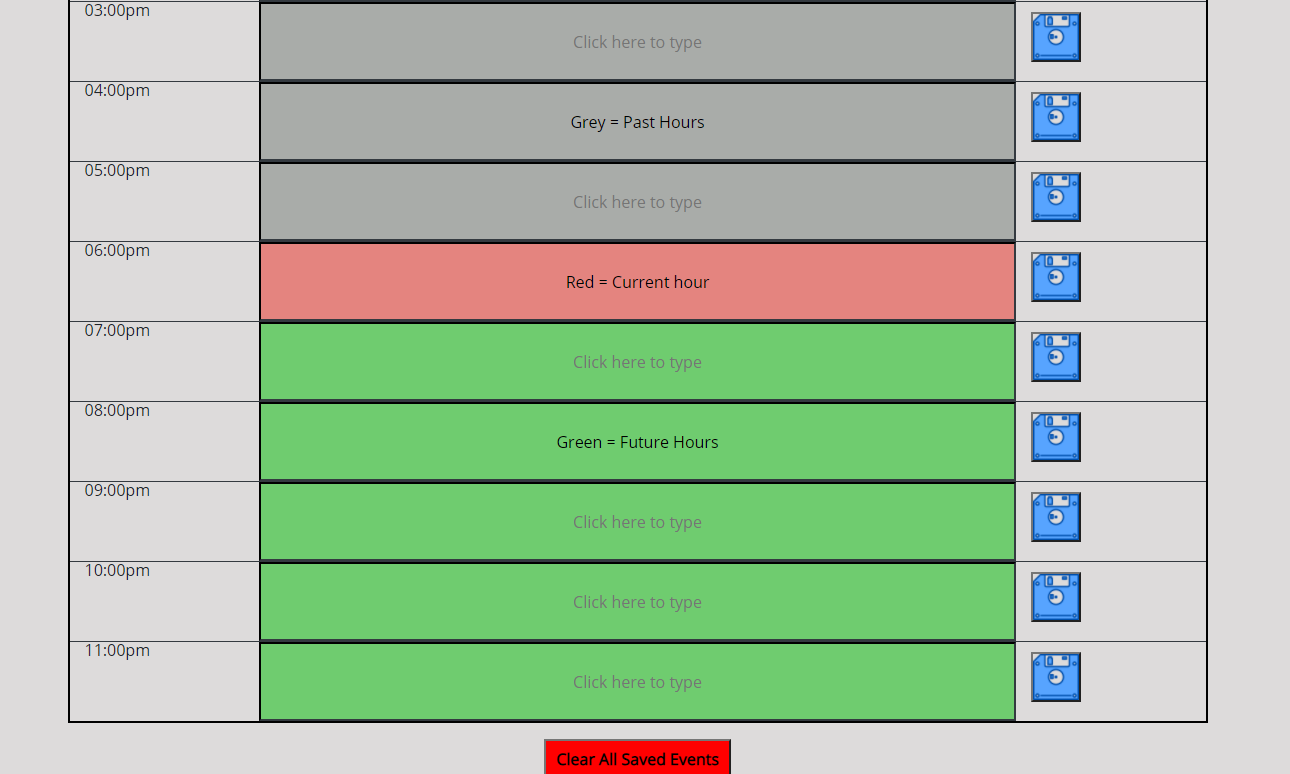 03:00pm
Click here to type
04:00pm
Grey = Past Hours
05:00pm
Click here to type
06:00pm
Red = Current hour
07:00pm
Click here to type
08:00pm
Green = Future Hours
09:00pm
Click here to type
10:00pm
Click here to type
11:00pm
Click here to type
Clear All Saved Events